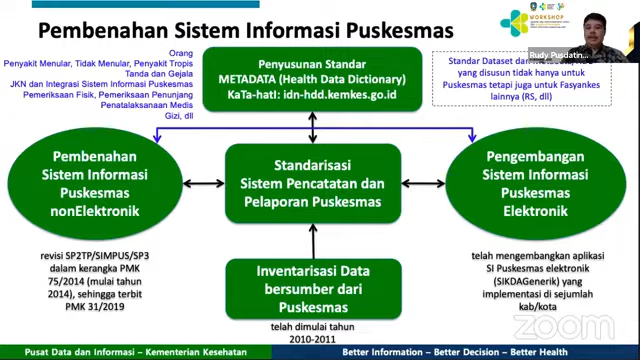 Pembenahan Sistem Informasi Puskesmas
WORKSHOP
Rudy Pusdatin...
Orang
Penyakit Menular, Tidak Menular, Penyakit Tropis
Tanda dan Gejala
JKN dan Integrasi Sistem Informasi Puskesmas
Pemeriksaan Fisik, Pemeriksaan Penunjang
Penatalaksanaan Medis
Gizi, dll
Penyusunan Standar
METADATA (Health Data Dictionary)
KaTa-hatI: idn-hdd.kemkes.go.id
Standar Dataset dan
yang disusun tidak hanya untuk
Puskesmas tetapi juga untuk Fasyankes
lainnya (RS, dll)
Pembenahan
Sistem Informasi
Puskesmas
nonElektronik
Standarisasi
Sistem Pencatatan dan
Pelaporan Puskesmas
Pengembangan
Sistem Informasi
Puskesmas
Elektronik
revisi SP2TP/SIMPUS/SP3
dalam kerangka PMK
75/2014 (mulai tahun
2014), sehingga terbit
PMK 31/2019
Inventarisasi Data
bersumber dari
Puskesmas
telah dimulai tahun
2010-2011
telah mengembangkan aplikasi
SI Puskesmas elektronik
(SIKDAGenerik) yang
implementasi di sejumlah
kab/kota
zoom
Pusat Data dan Informasi – Kementerian Kesehatan
Better Information – Better Decision – Better Health